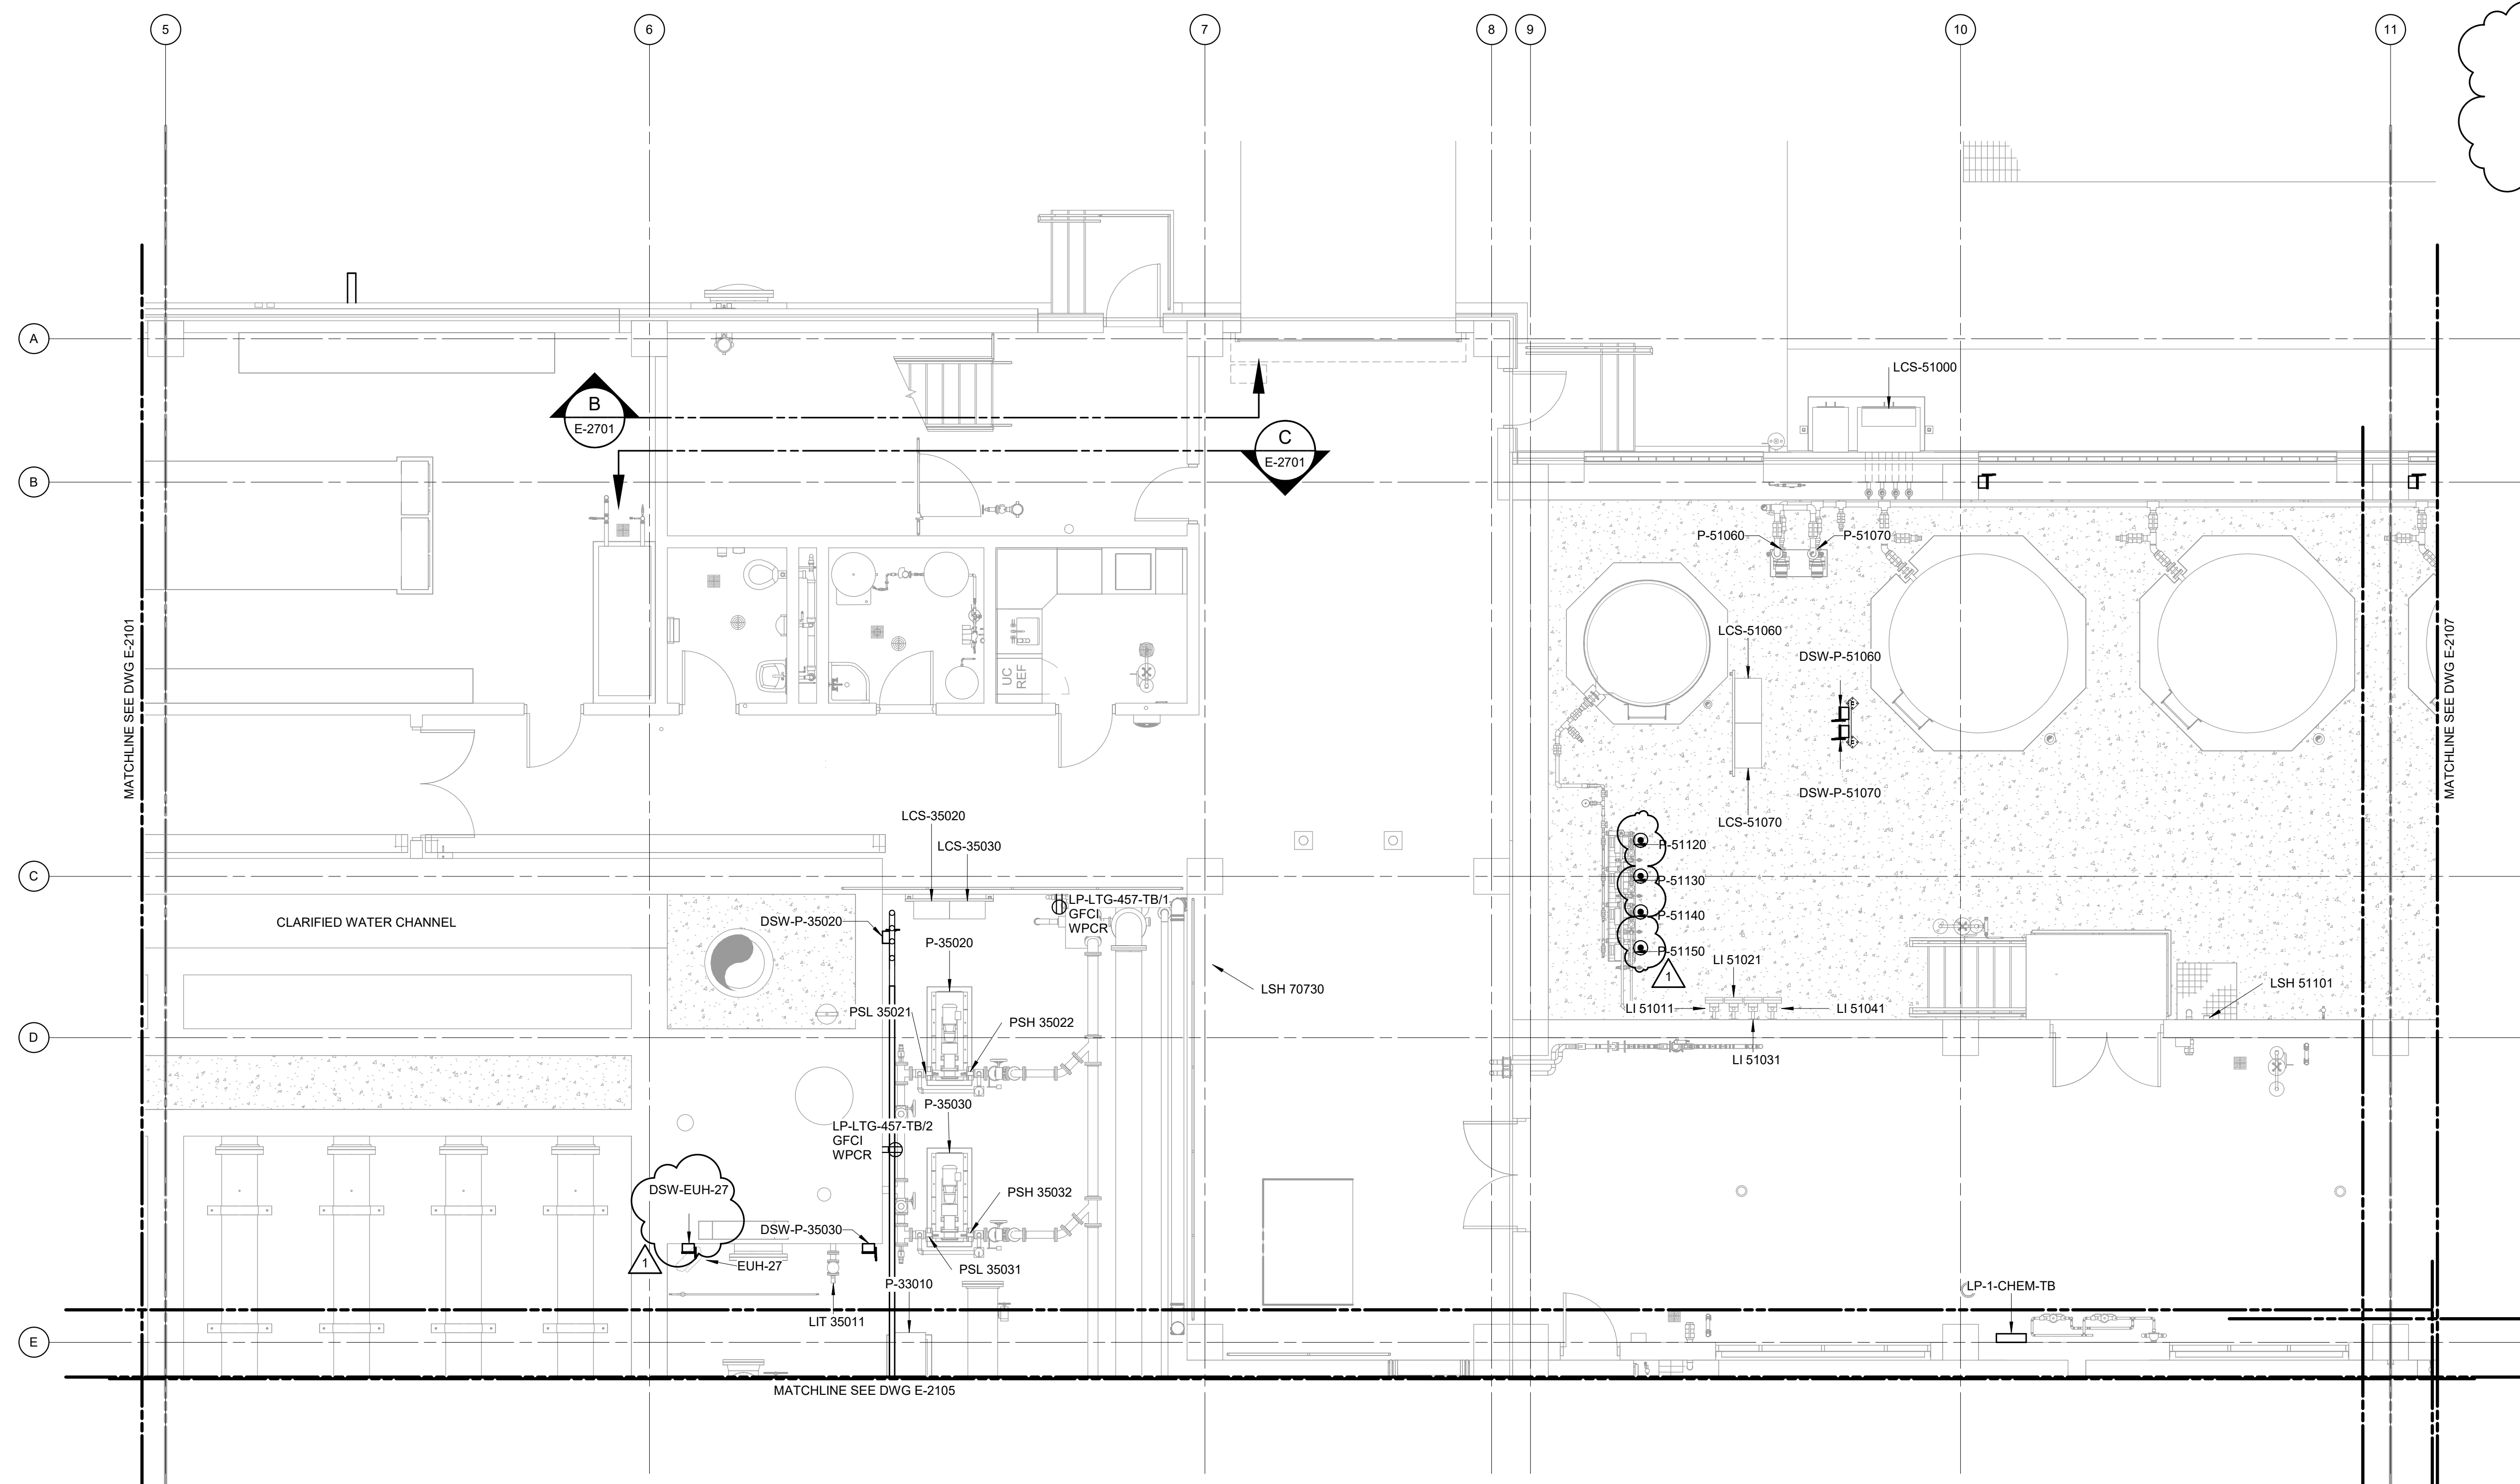 5
6
7
8
9
10
11
A
B
C
D
E
B
E-2701
C
E-2701
LCS-51000
P-51060
P-51070
LCS-51060
DSW-P-51060
UC
REF
MATCHLINE SEE DWG E-2101
MATCHLINE SEE DWG E-2107
DSW-P-51070
LCS-51070
LCS-35020
LCS-35030
P-51120
P-51130
P-51140
P-51150
1
CLARIFIED WATER CHANNEL
DSW-P-35020
LP-LTG-457-TB/1
GFCI
WPCR
P-35020
LSH 70730
LI 51021
LI 51011
LI 51041
LI 51031
LSH 51101
PSL 35021
PSH 35022
P-35030
LP-LTG-457-TB/2
GFCI
WPCR
DSW-EUH-27
PSH 35032
DSW-P-35030
1
EUH-27
PSL 35031
P-33010
LIT 35011
LP-1-CHEM-TB
MATCHLINE SEE DWG E-2105